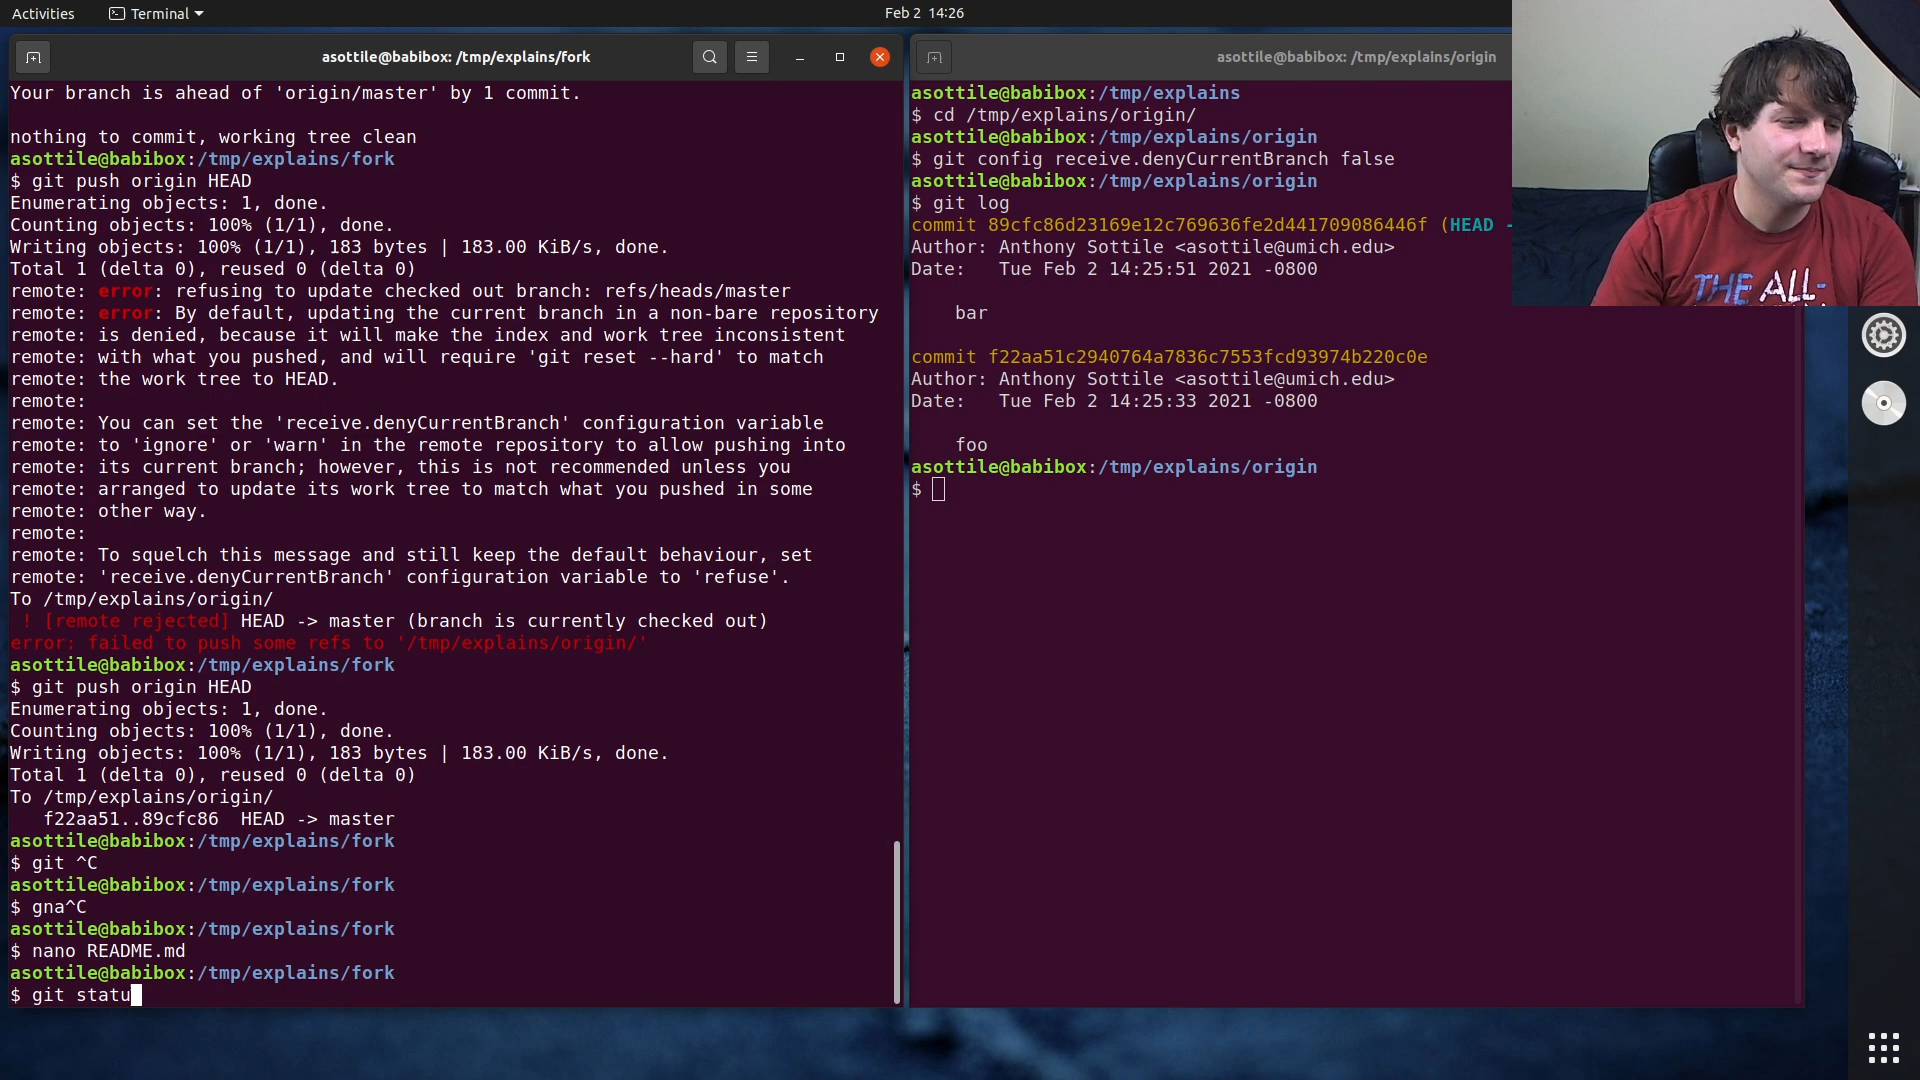 Activities
Terminal
Feb 2 14:26
asottile@babibox: /tmp/explains/fork
Your branch is ahead of 'origin/master' by 1 commit.
nothing to commit, working tree clean
asottile@babibox:/tmp/explains/fork
$ git push origin HEAD
Enumerating objects: 1, done.
Counting objects: 100% (1/1), done.
Writing objects: 100% (1/1), 183 bytes | 183.00 KiB/s, done.
Total 1 (delta 0), reused 0 (delta 0)
remote: error: refusing to update checked out branch: refs/heads/master
remote: error: By default, updating the current branch in a non-bare repository
remote: is denied, because it will make the index and work tree inconsistent
remote: with what you pushed, and will require 'git reset --hard' to match
remote: the work tree to HEAD.
remote:
remote: You can set the 'receive.denyCurrentBranch' configuration variable
remote: to 'ignore' or 'warn' in the remote repository to allow pushing into
remote: its current branch; however, this is not recommended unless you
remote: arranged to update its work tree to match what you pushed in some
remote: other way.
remote:
remote: To squelch this message and still keep the default behaviour, set
remote: 'receive.denyCurrentBranch' configuration variable to 'refuse'.
To /tmp/explains/origin/
! [remote rejected] HEAD -> master (branch is currently checked out)
error: failed to push some refs to '/tmp/explains/origin/'
asottile@babibox:/tmp/explains/fork
$ git push origin HEAD
Enumerating objects: 1, done.
Counting objects: 100% (1/1), done.
Writing objects: 100% (1/1), 183 bytes | 183.00 KiB/s, done.
Total 1 (delta 0), reused 0 (delta 0)
To /tmp/explains/origin/
f22aa51..89cfc86  HEAD -> master
asottile@babibox:/tmp/explains/fork
$ git ^C
asottile@babibox:/tmp/explains/fork
$ gna^C
asottile@babibox:/tmp/explains/fork
$ nano README.md
asottile@babibox:/tmp/explains/fork
$ git statu
asottile@babibox: /tmp/explains/origin
asottile@babibox:/tmp/explains
$ cd /tmp/explains/origin/
asottile@babibox:/tmp/explains/origin
$ git config receive.denyCurrentBranch false
asottile@babibox:/tmp/explains/origin
$ git log
commit 89cfc86d23169e12c769636fe2d441709086446f (HEAD -
Author: Anthony Sottile <asottile@umich.edu>
Date:   Tue Feb 2 14:25:51 2021 -0800
bar
commit f22aa51c2940764a7836c7553fcd93974b220c0e
Author: Anthony Sottile <asottile@umich.edu>
Date:   Tue Feb 2 14:25:33 2021 -0800
foo
asottile@babibox:/tmp/explains/origin
$
THE ALL-